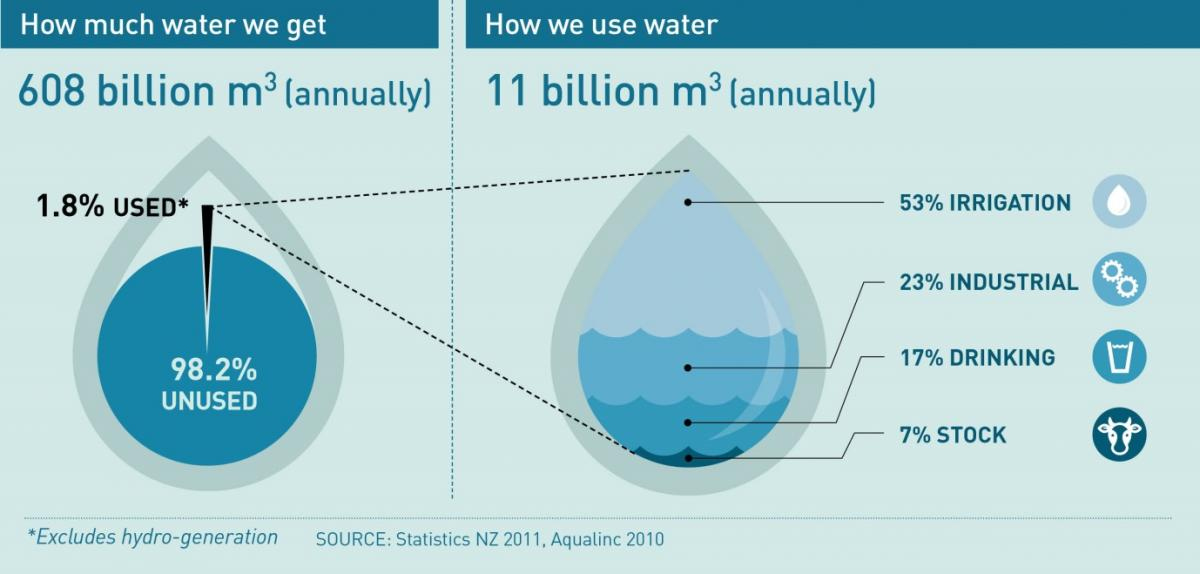 How much water we get
608 billion m³ (annually)
1.8% USED*
98.2%
UNUSED
How we use water
11 billion m³ (annually)
53% IRRIGATION
23% INDUSTRIAL
17% DRINKING
7% STOCK
*Excludes hydro-generation
SOURCE: Statistics NZ 2011, Aqualinc 2010